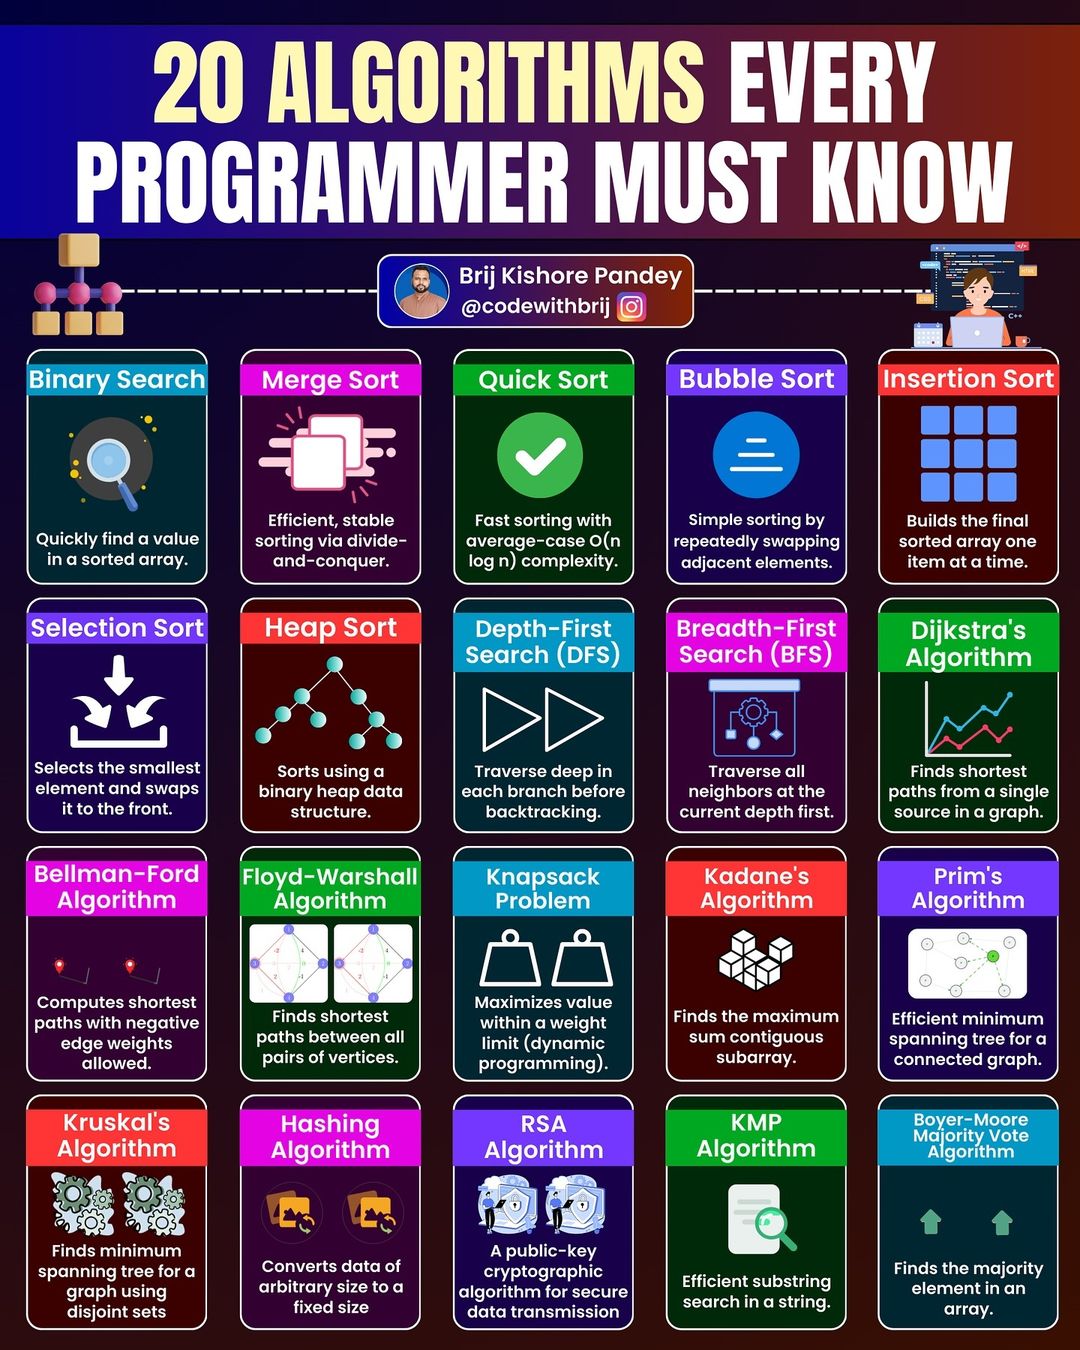 20 ALGORITHMS EVERY
PROGRAMMER MUST KNOW
Brij Kishore Pandey
@codewithbrij
</>
HTML
C++
Binary Search
Quickly find a value
in a sorted array.
Merge Sort
Efficient, stable
sorting via divide-
and-conquer.
Quick Sort
Fast sorting with
average-case O(n
log n) complexity.
Bubble Sort
Simple sorting by
repeatedly swapping
adjacent elements.
Insertion Sort
Builds the final
sorted array one
item at a time.
Selection Sort
Selects the smallest
element and swaps
it to the front.
Heap Sort
Sorts using a
binary heap data
structure.
Depth-First
Search (DFS)
Traverse deep in
each branch before
backtracking.
Breadth-First
Search (BFS)
Traverse all
neighbors at the
current depth first.
Dijkstra's
Algorithm
Finds shortest
paths from a single
source in a graph.
Bellman-Ford
Algorithm
Computes shortest
paths with negative
edge weights
allowed.
Floyd-Warshall
Algorithm
Finds shortest
paths between all
pairs of vertices.
Knapsack
Problem
Maximizes value
within a weight
limit (dynamic
programming).
Kadane's
Algorithm
Finds the maximum
sum contiguous
subarray.
Prim's
Algorithm
Efficient minimum
spanning tree for a
connected graph.
Kruskal's
Algorithm
Finds minimum
spanning tree for a
graph using
disjoint sets
Hashing
Algorithm
Converts data of
arbitrary size to a
fixed size
RSA
Algorithm
A public-key
cryptographic
algorithm for secure
data transmission
KMP
Algorithm
Efficient substring
search in a string.
Boyer-Moore
Majority Vote
Algorithm
Finds the majority
element in an
array.